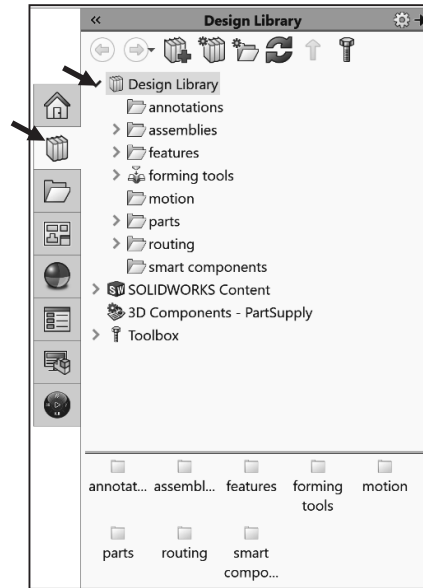 Design Library
Design Library
annotations
assemblies
features
forming tools
motion
parts
routing
smart components
SW SOLIDWORKS Content
3D Components - PartSupply
Toolbox
annotat... assembl... features forming motion
tools
parts routing smart
compo...